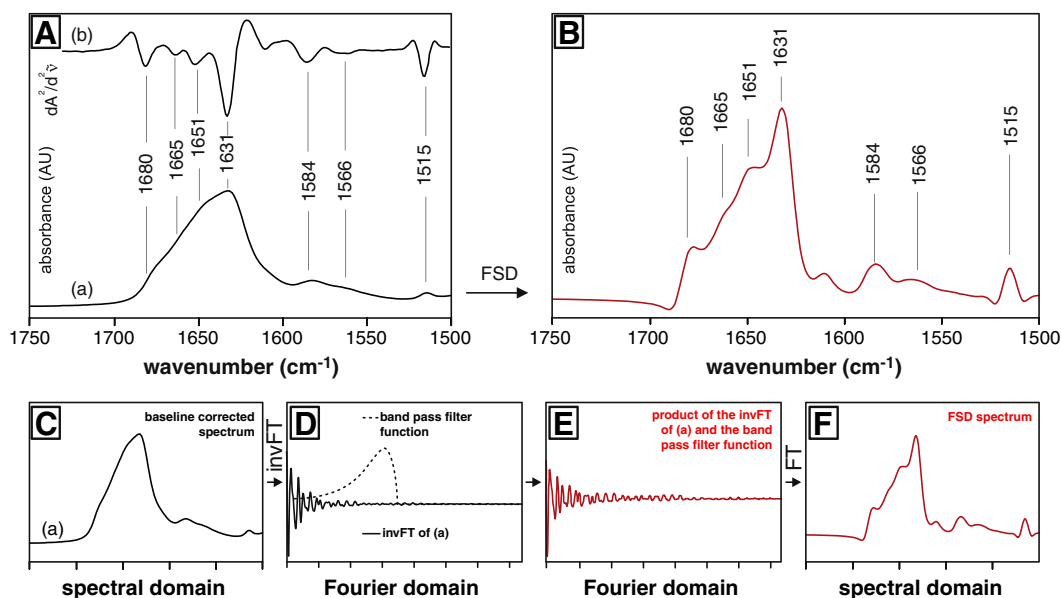 A
(b)
dA²/d²ν̃
absorbance (AU)
1680
1665
1651
1631
1584
1566
1515
(a)
1750
1700
1650
1600
1550
1500
wavenumber (cm⁻¹)
FSD
B
absorbance (AU)
1680
1665
1651
1631
1584
1566
1515
1750
1700
1650
1600
1550
1500
wavenumber (cm⁻¹)
C
baseline corrected
spectrum
(a)
spectral domain
invFT
D
band pass filter
function
invFT of (a)
Fourier domain
E
product of the invFT
of (a) and the band
pass filter function
Fourier domain
FT
F
FSD spectrum
spectral domain